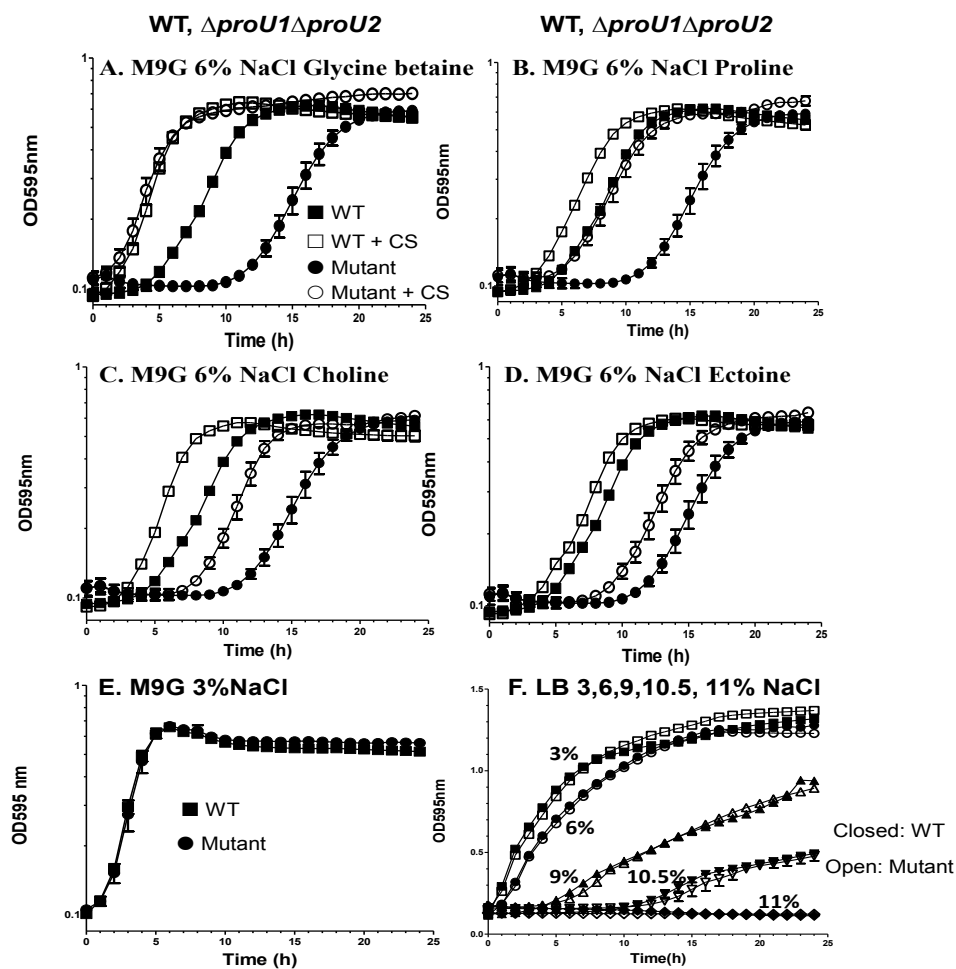 WT, ΔproU1ΔproU2
WT, ΔproU1ΔproU2
A. M9G 6% NaCl Glycine betaine
1
OD595nm
0.1
0 5 10 15 20 25
Time (h)
WT
WT + CS
Mutant
Mutant + CS
B. M9G 6% NaCl Proline
1
OD595nm
0.1
0 5 10 15 20 25
Time (h)
C. M9G 6% NaCl Choline
1
OD595nm
0.1
0 5 10 15 20 25
Time (h)
D. M9G 6% NaCl Ectoine
1
OD595nm
0.1
0 5 10 15 20 25
Time (h)
E. M9G 3%NaCl
1
OD595 nm
0.1
0 5 10 15 20 25
Time (h)
WT
Mutant
F. LB 3,6,9,10.5, 11% NaCl
1.5
1.0
0.5
0.0
OD595nm
3%
6%
9%
10.5%
11%
0 5 10 15 20 25
Time(h)
Closed: WT
Open: Mutant